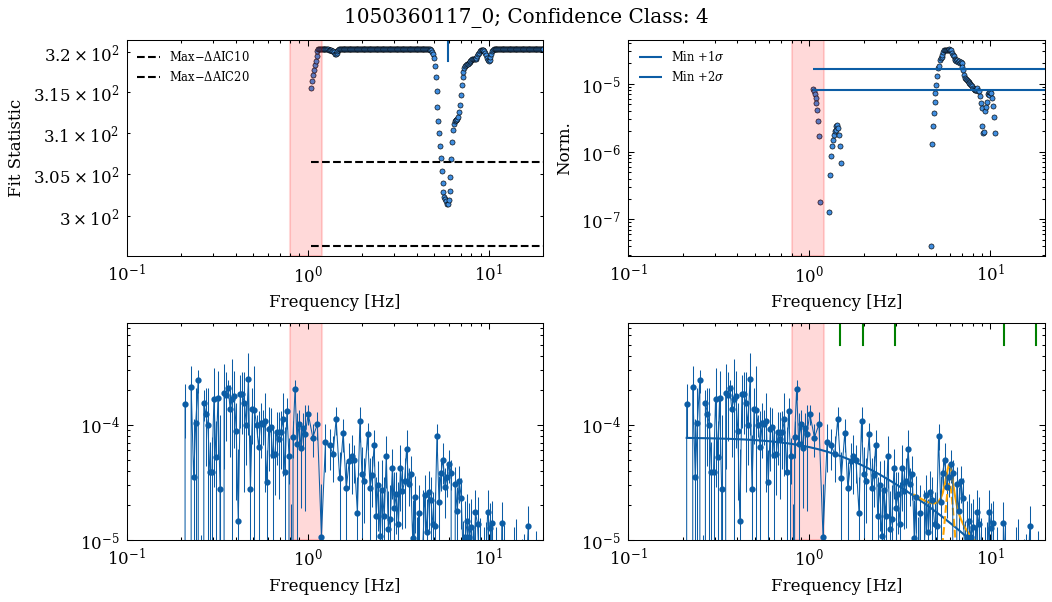 1050360117_0; Confidence Class: 4
Fit Statistic
3.2 × 10²
3.15 × 10²
3.1 × 10²
3.05 × 10²
3 × 10²
Max−ΔAIC10
Max−ΔAIC20
10⁻¹ 10⁰ 10¹
Frequency [Hz]
Norm.
10⁻⁵
10⁻⁶
10⁻⁷
Min +1σ
Min +2σ
10⁻¹ 10⁰ 10¹
Frequency [Hz]
10⁻⁴
10⁻⁵
10⁻¹ 10⁰ 10¹
Frequency [Hz]
10⁻⁴
10⁻⁵
10⁻¹ 10⁰ 10¹
Frequency [Hz]